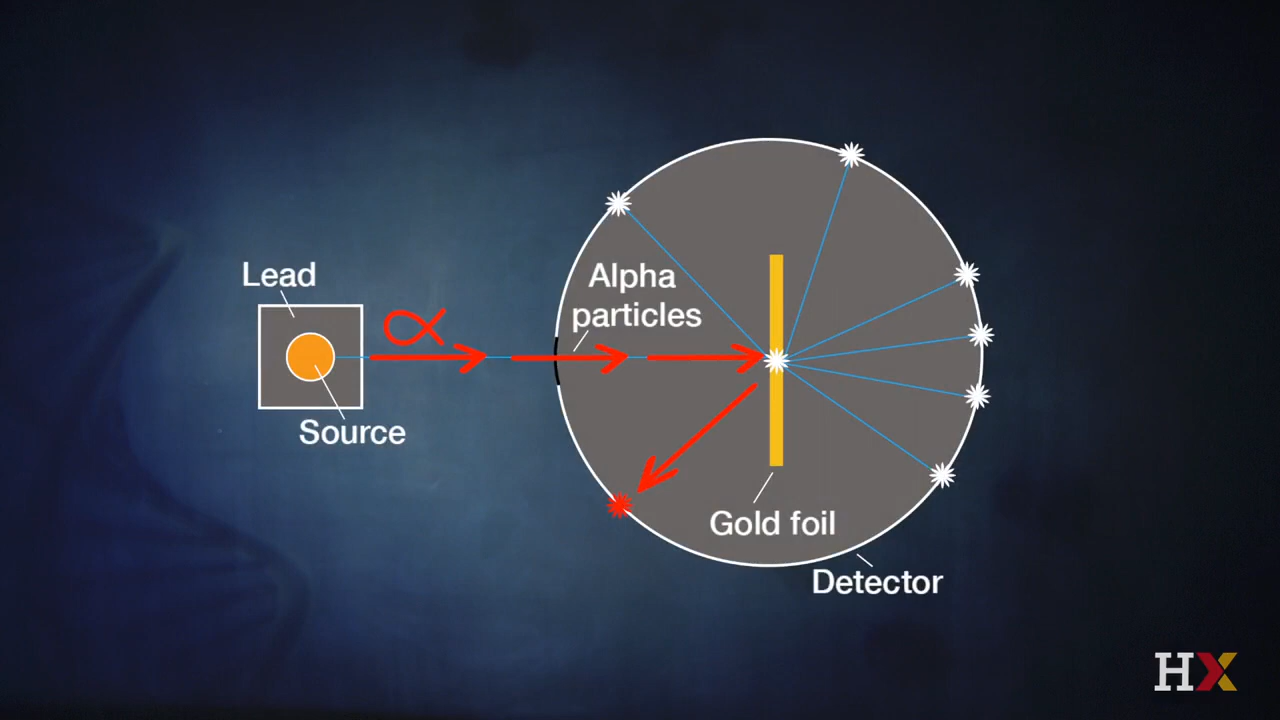 Lead
α
Alpha
particles
Source
Gold foil
Detector
HX